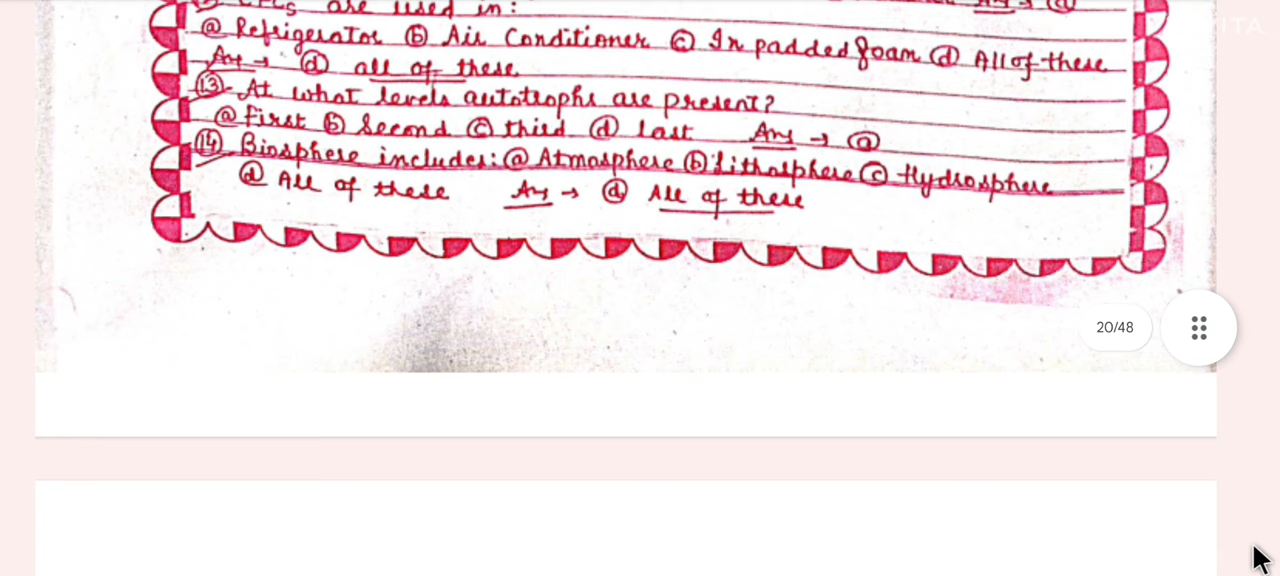 are used in:
ⓐ Refrigerator ⓑ Air Conditioner ⓒ In padded foam ⓓ All of these
Ans → ⓓ all of these
⑬ At what levels autotrophs are present?
ⓐ First ⓑ Second ⓒ third ⓓ last Ans → ⓐ
⑭ Biosphere includes: ⓐ Atmosphere ⓑ Lithosphere ⓒ Hydrosphere
ⓓ All of these Ans → ⓓ All of these
20/48